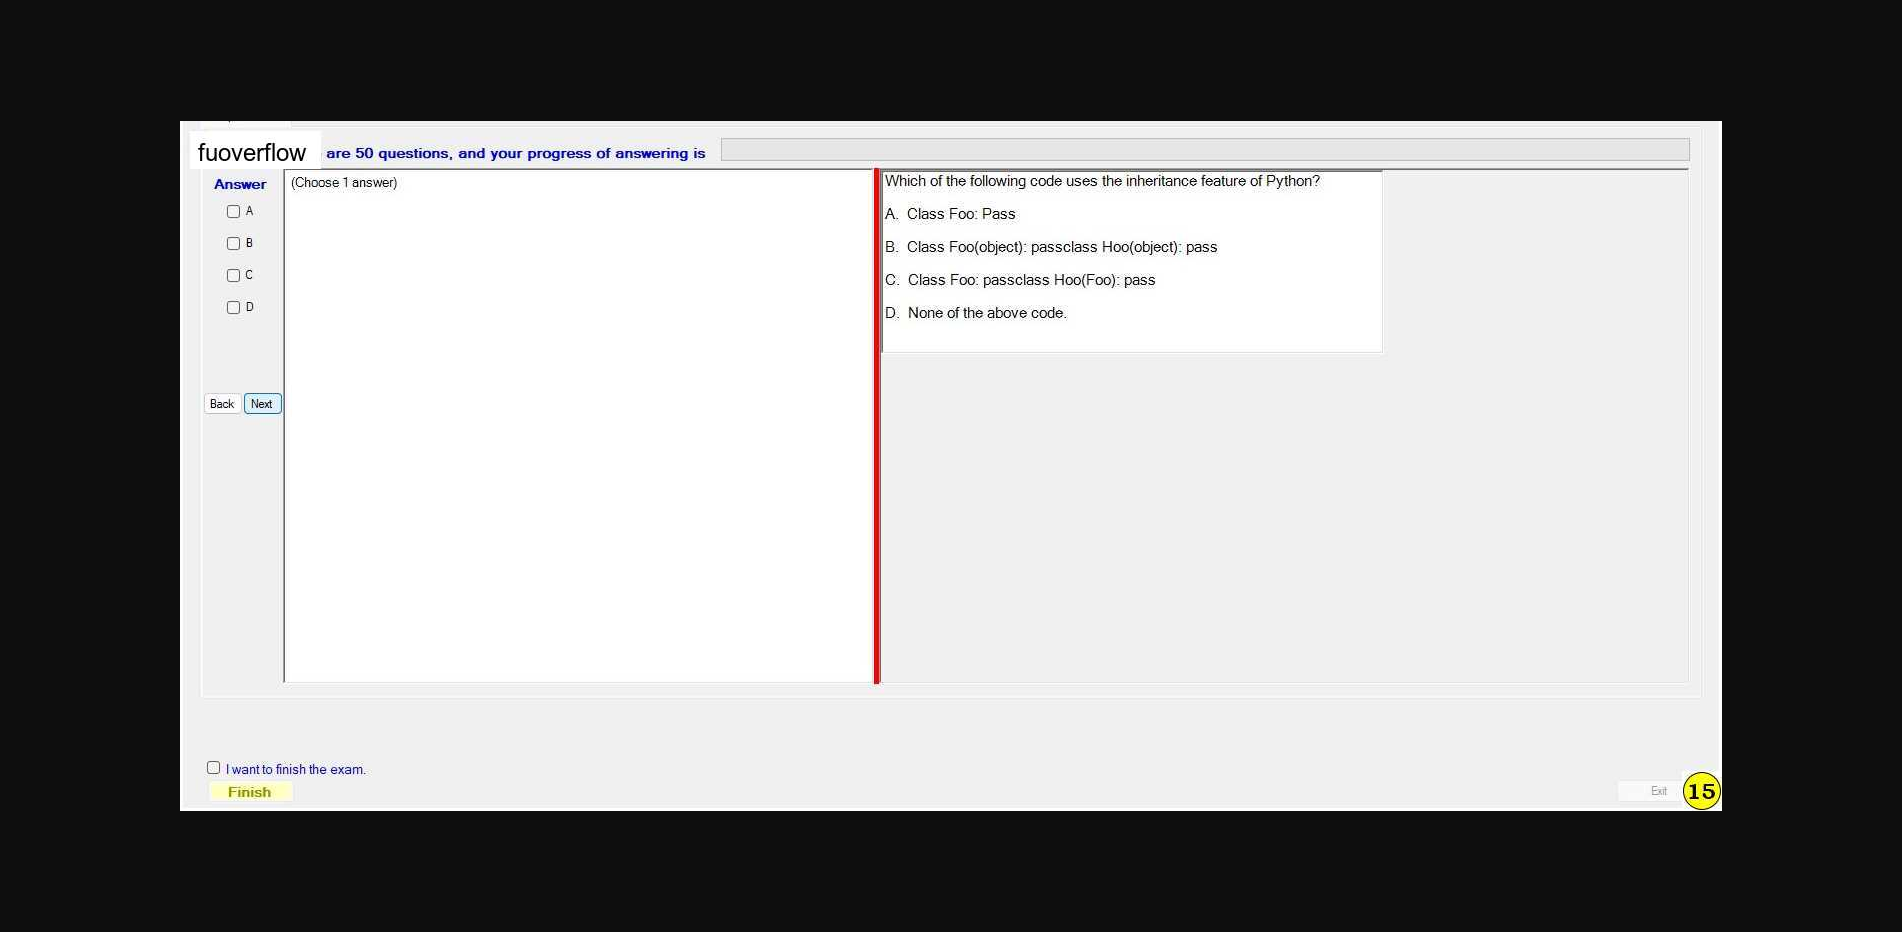 fuoverflow are 50 questions, and your progress of answering is
Answer
(Choose 1 answer)
A
B
C
D
Back Next
Which of the following code uses the inheritance feature of Python?
A. Class Foo: Pass
B. Class Foo(object): passclass Hoo(object): pass
C. Class Foo: passclass Hoo(Foo): pass
D. None of the above code.
I want to finish the exam.
Finish
Exit
15